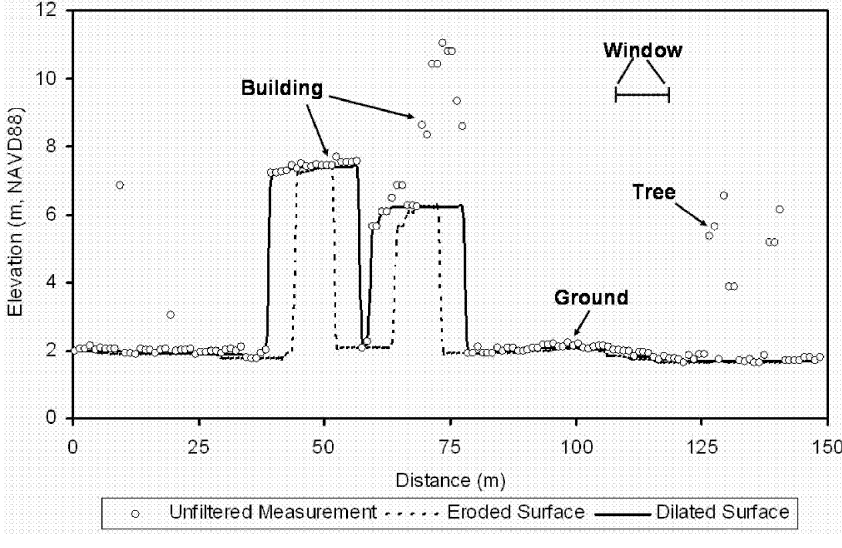 12
10
8
6
4
2
0
Elevation (m, NAVD88)
Window
Building
Tree
Ground
0 25 50 75 100 125 150
Distance (m)
Unfiltered Measurement Eroded Surface Dilated Surface